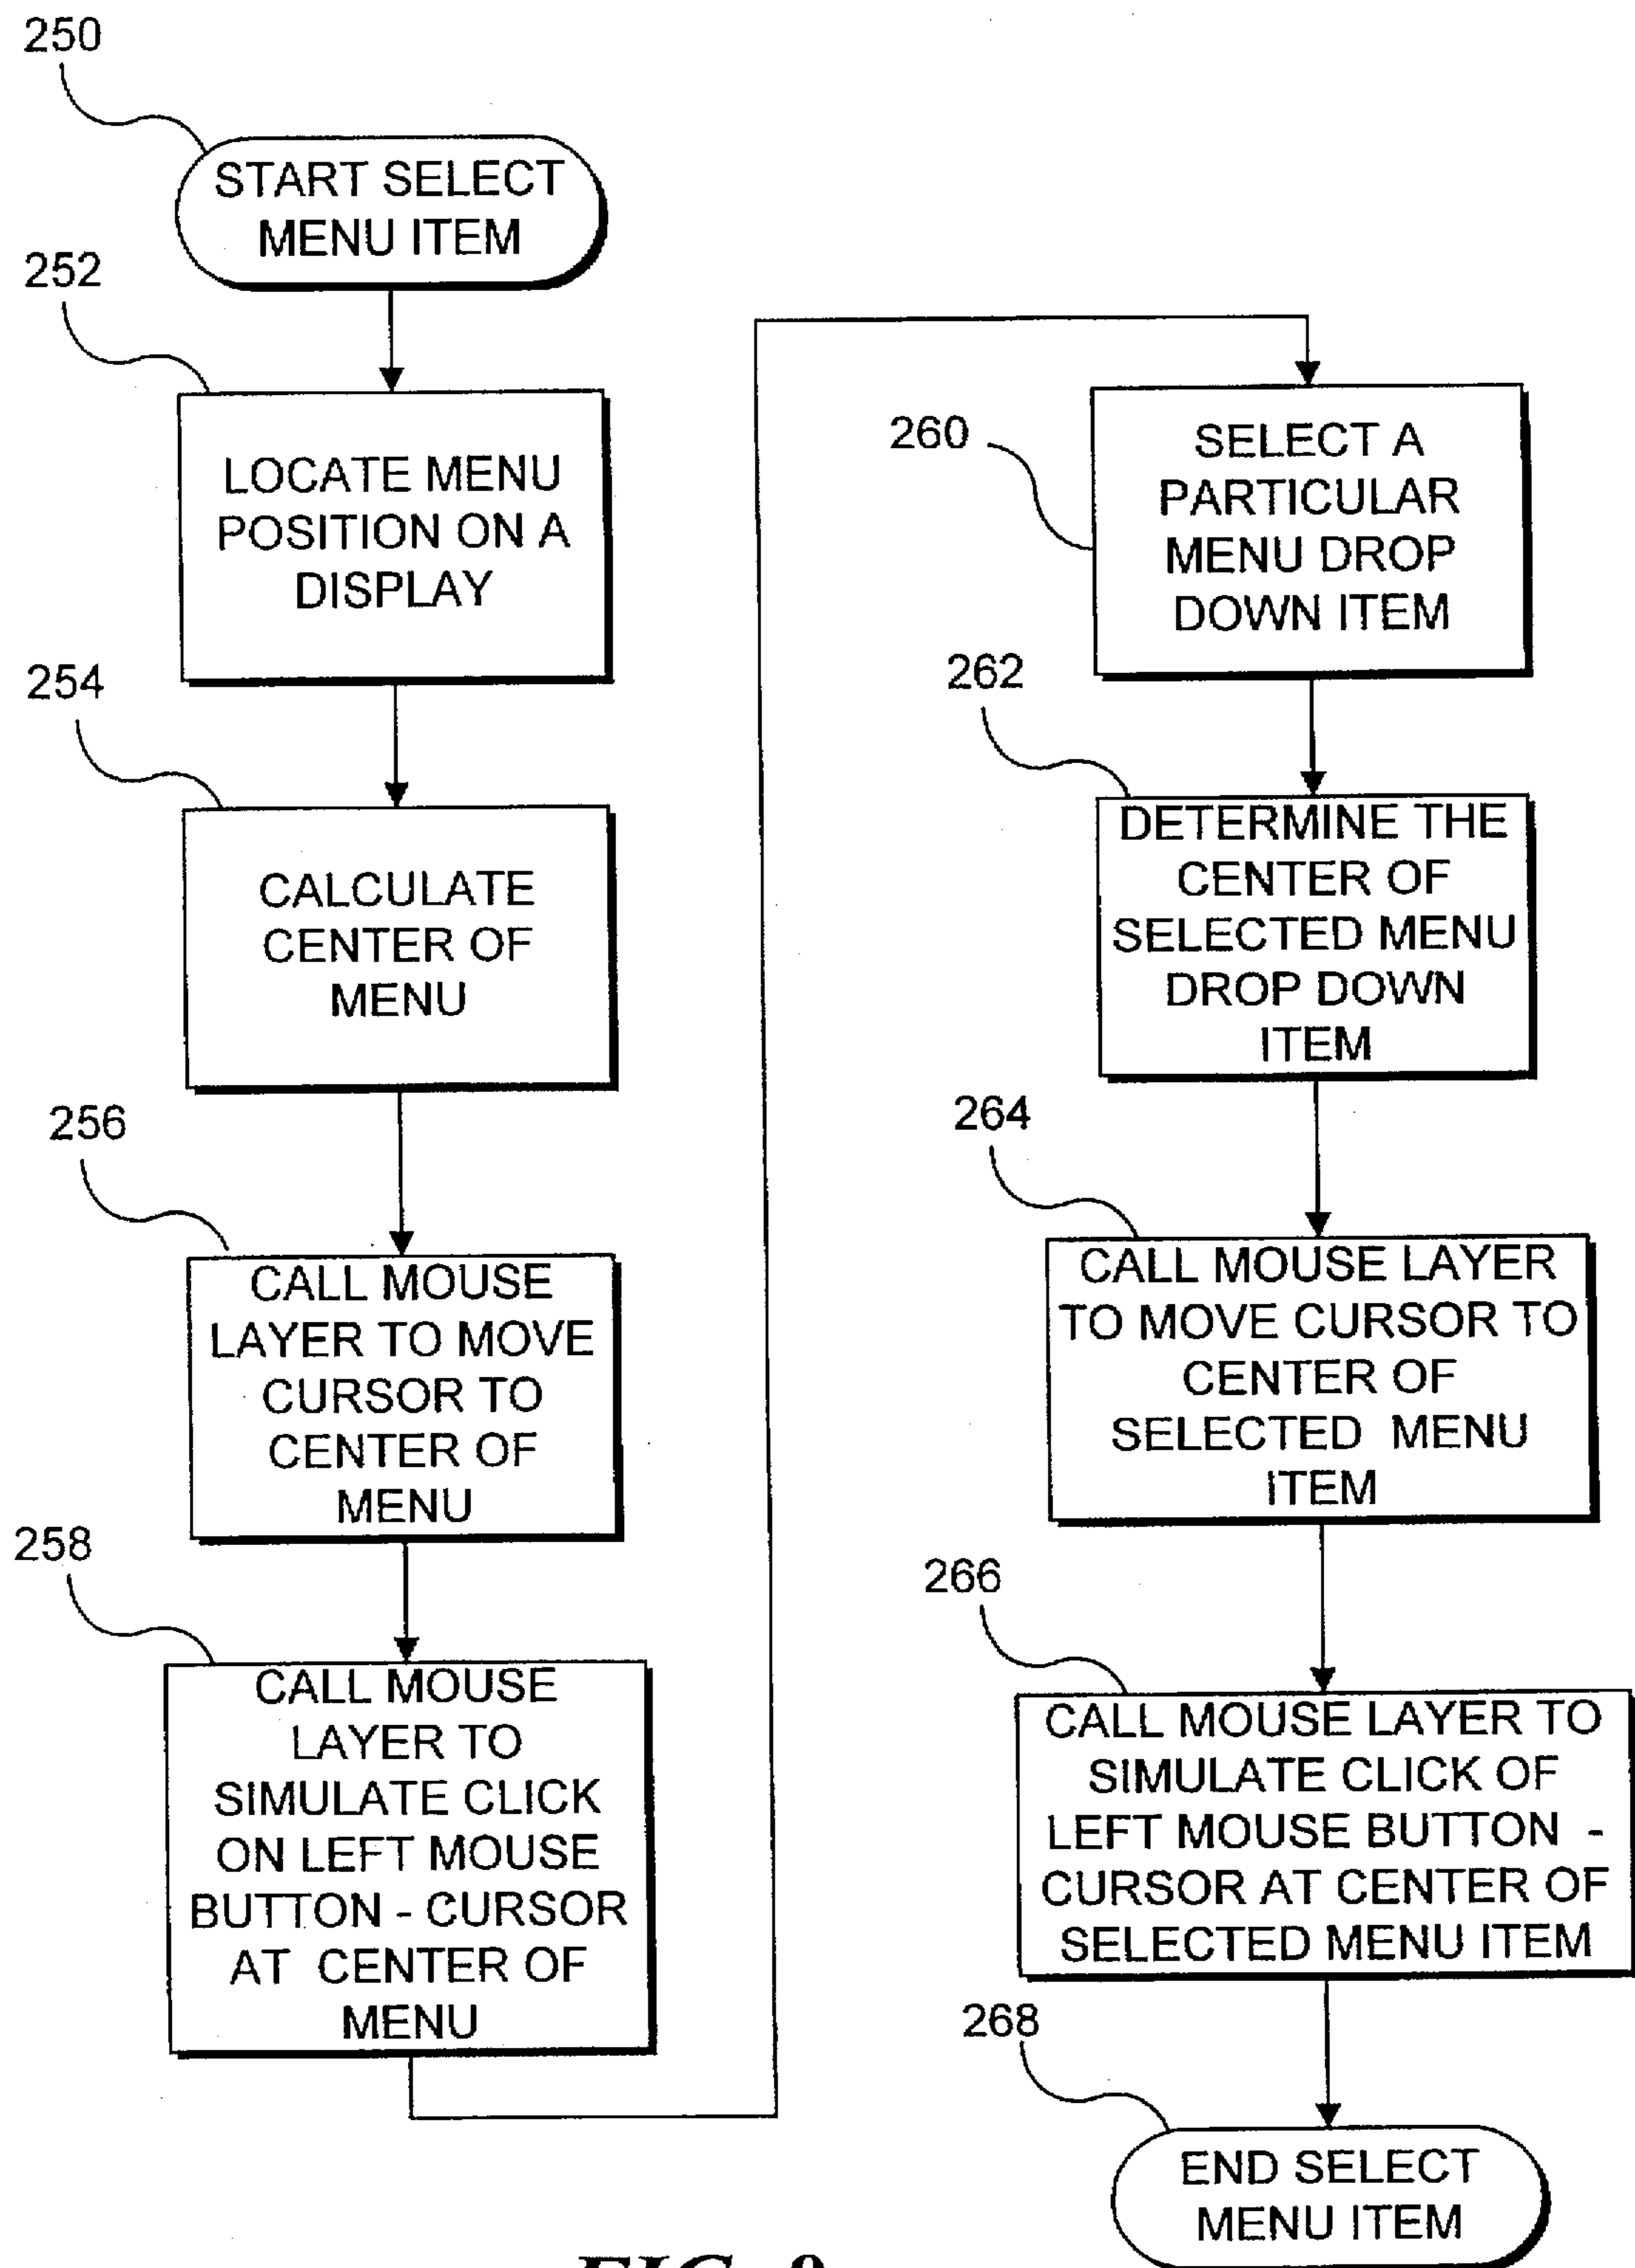 250
START SELECT
MENU ITEM
252
LOCATE MENU
POSITION ON A
DISPLAY
254
CALCULATE
CENTER OF
MENU
256
CALL MOUSE
LAYER TO MOVE
CURSOR TO
CENTER OF
MENU
258
CALL MOUSE
LAYER TO
SIMULATE CLICK
ON LEFT MOUSE
BUTTON - CURSOR
AT CENTER OF
MENU
260
SELECT A
PARTICULAR
MENU DROP
DOWN ITEM
262
DETERMINE THE
CENTER OF
SELECTED MENU
DROP DOWN
ITEM
264
CALL MOUSE LAYER
TO MOVE CURSOR TO
CENTER OF
SELECTED MENU
ITEM
266
CALL MOUSE LAYER TO
SIMULATE CLICK OF
LEFT MOUSE BUTTON -
CURSOR AT CENTER OF
SELECTED MENU ITEM
268
END SELECT
MENU ITEM
FIG.